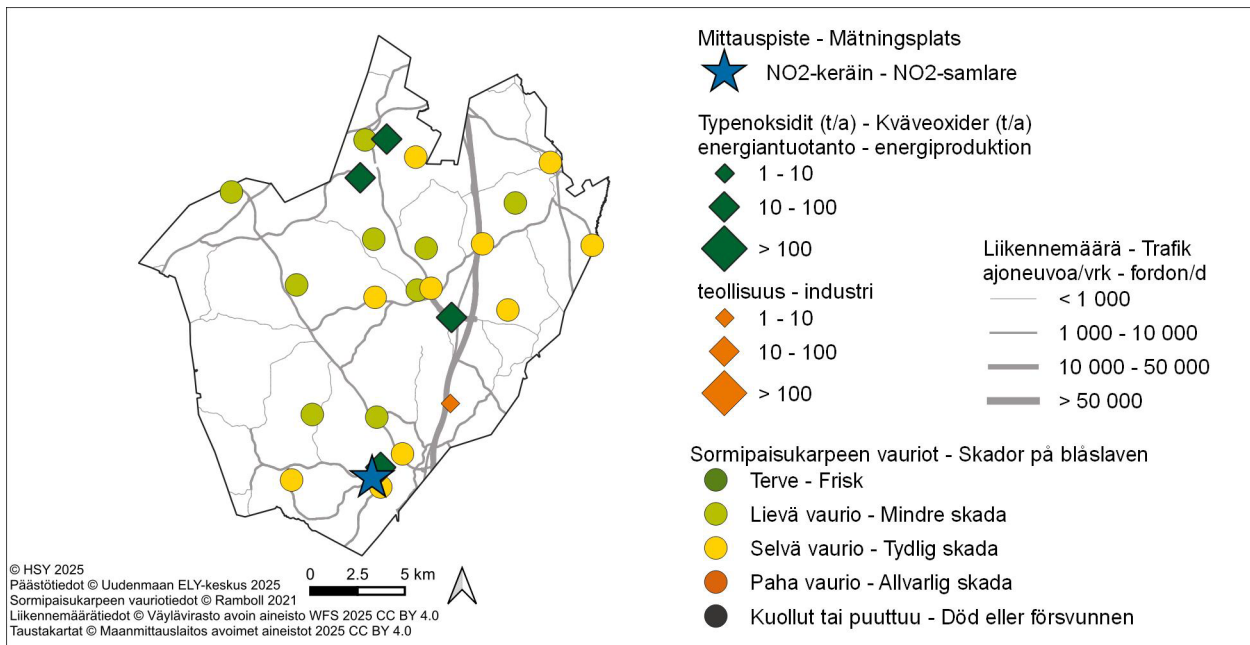 Mittauspiste - Mätningsplats
NO2-keräin - NO2-samlare
Typenoksidit (t/a) - Kväveoxider (t/a)
energiantuotanto - energiproduktion
1 - 10
10 - 100
> 100
teollisuus - industri
1 - 10
10 - 100
> 100
Liikennemäärä - Trafik
ajoneuvoa/vrk - fordon/d
< 1 000
1 000 - 10 000
10 000 - 50 000
> 50 000
Sormipaisukarpeen vauriot - Skador på blåslaven
Terve - Frisk
Lievä vaurio - Mindre skada
Selvä vaurio - Tydlig skada
Paha vaurio - Allvarlig skada
Kuollut tai puuttuu - Död eller försvunnen
© HSY 2025
Päästötiedot © Uudenmaan ELY-keskus 2025
Sormipaisukarpeen vauriotiedot © Ramboll 2021
Liikennemäärätiedot © Väylävirasto avoin aineisto WFS 2025 CC BY 4.0
Taustakartat © Maanmittauslaitos avoimet aineistot 2025 CC BY 4.0
0 2.5 5 km